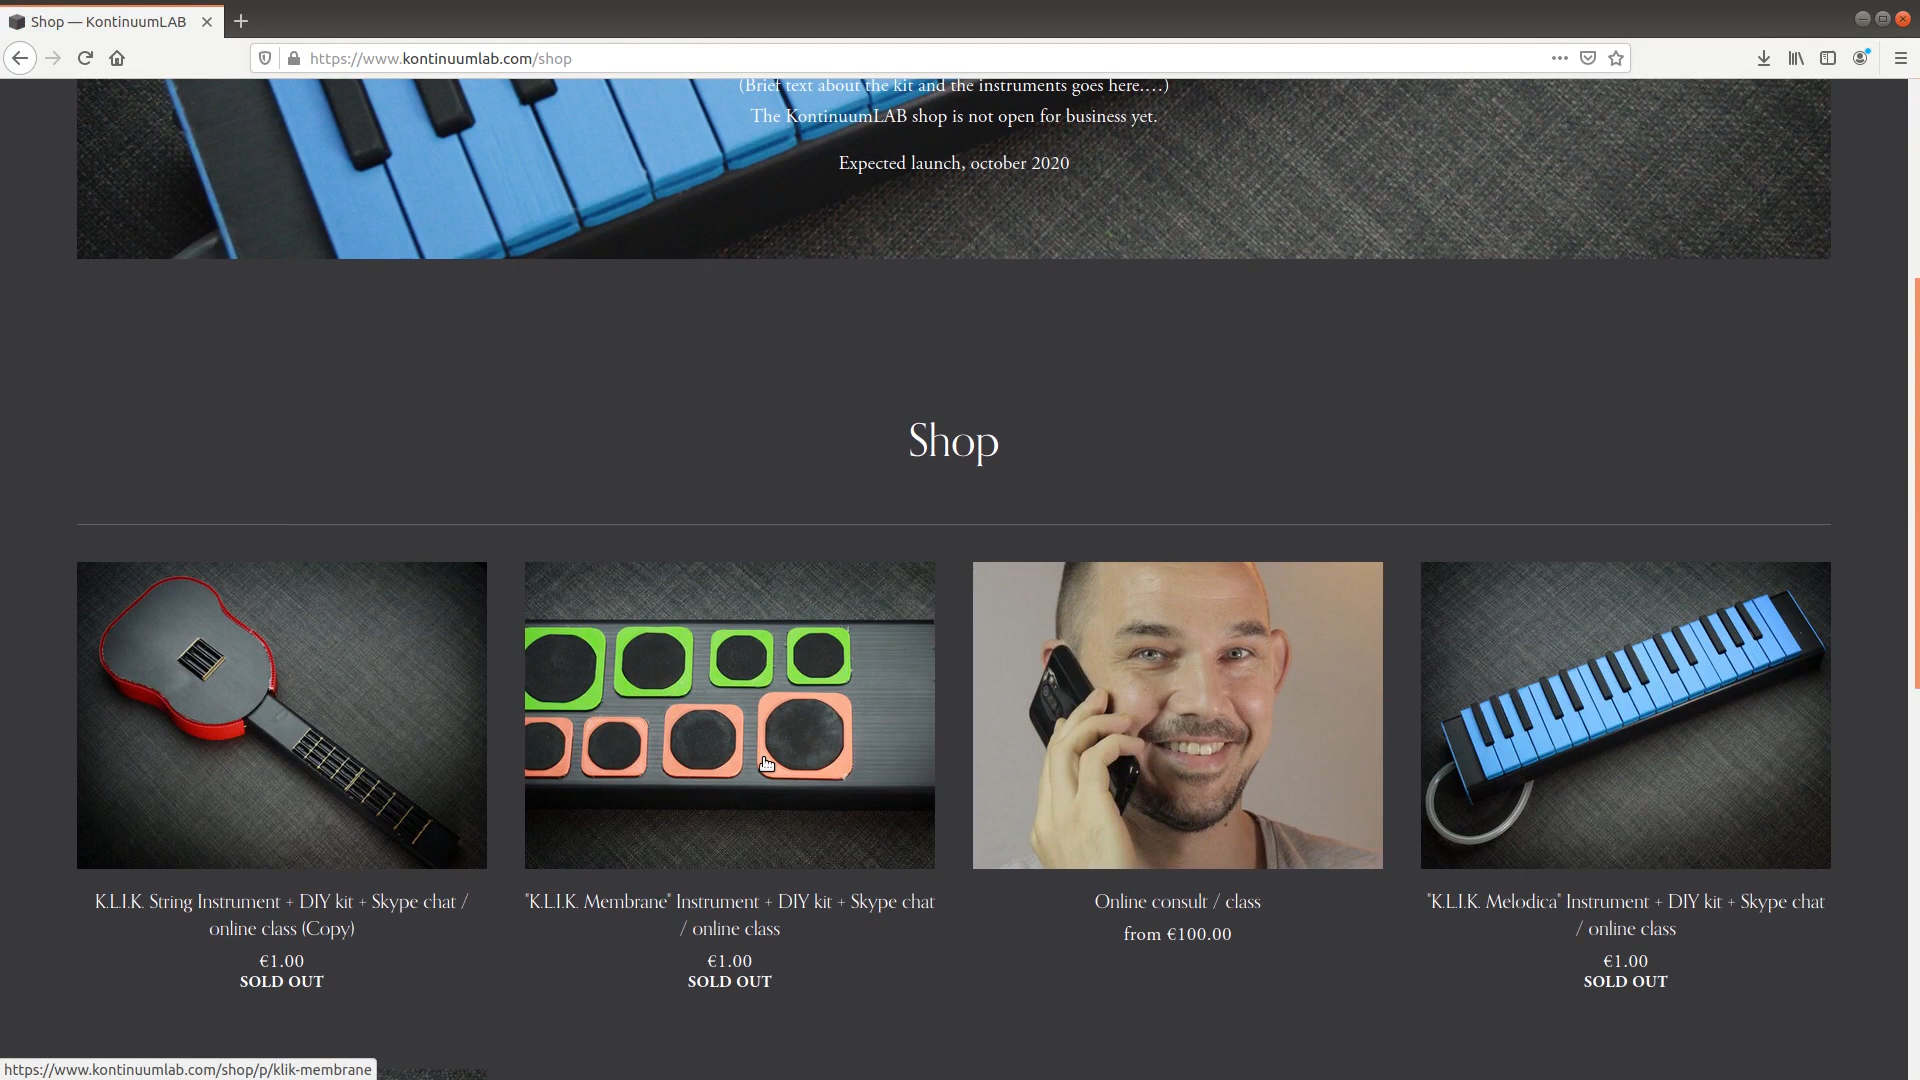 Shop — KontinuumLAB
https://www.kontinuumlab.com/shop
(Brief text about the kit and the instruments goes here....)
The KontinuumLAB shop is not open for business yet.
Expected launch, october 2020
Shop
K.L.I.K. String Instrument + DIY kit + Skype chat /
online class (Copy)
€1.00
SOLD OUT
"K.L.I.K. Membrane" Instrument + DIY kit + Skype chat
/ online class
€1.00
SOLD OUT
Online consult / class
from €100.00
"K.L.I.K. Melodica" Instrument + DIY kit + Skype chat
/ online class
€1.00
SOLD OUT
https://www.kontinuumlab.com/shop/p/klik-membrane